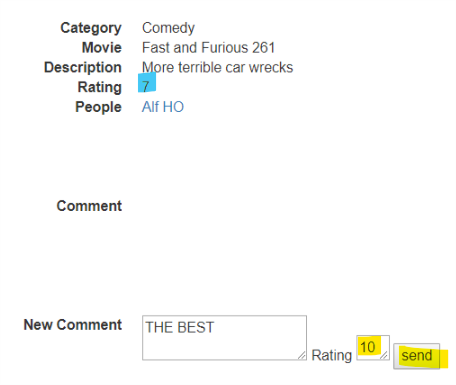 Category Comedy
Movie Fast and Furious 261
Description More terrible car wrecks
Rating 7
People Alf HO
Comment
New Comment THE BEST
Rating 10 send